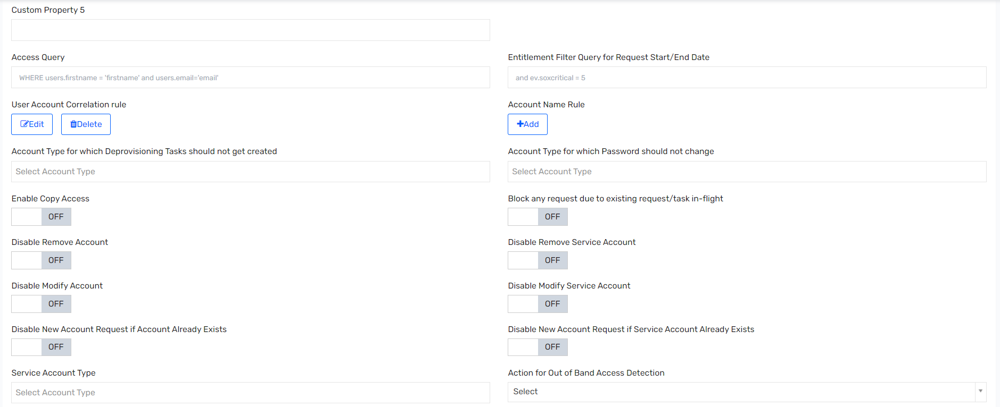 Custom Property 5
Access Query
Entitlement Filter Query for Request Start/End Date
WHERE users.firstname = 'firstname' and users.email='email'
and ev.soxcritical = 5
User Account Correlation rule
Account Name Rule
Edit
Delete
Add
Account Type for which Deprovisioning Tasks should not get created
Account Type for which Password should not change
Select Account Type
Select Account Type
Enable Copy Access
Block any request due to existing request/task in-flight
OFF
OFF
Disable Remove Account
Disable Remove Service Account
OFF
OFF
Disable Modify Account
Disable Modify Service Account
OFF
OFF
Disable New Account Request if Account Already Exists
Disable New Account Request if Service Account Already Exists
OFF
OFF
Service Account Type
Action for Out of Band Access Detection
Select Account Type
Select